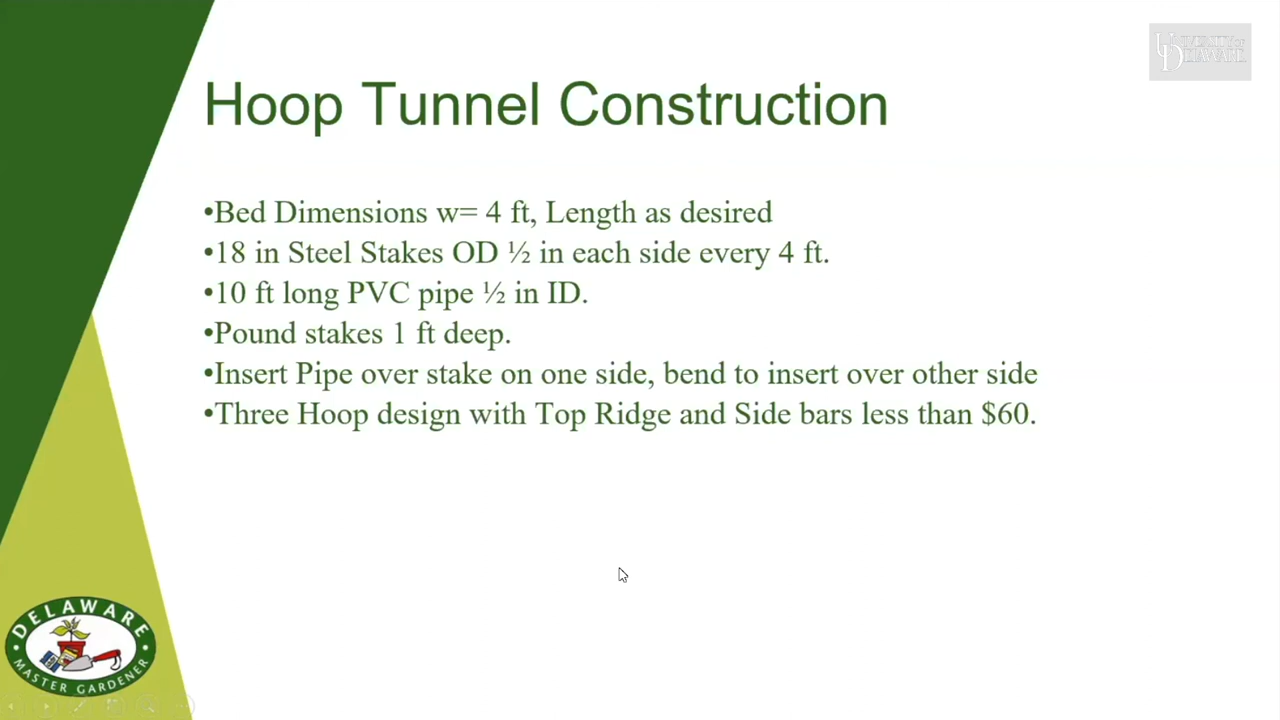 UNIVERSITY OF DELAWARE
Hoop Tunnel Construction
•Bed Dimensions w= 4 ft, Length as desired
•18 in Steel Stakes OD ½ in each side every 4 ft.
•10 ft long PVC pipe ½ in ID.
•Pound stakes 1 ft deep.
•Insert Pipe over stake on one side, bend to insert over other side
•Three Hoop design with Top Ridge and Side bars less than $60.
DELAWARE
MASTER GARDENER